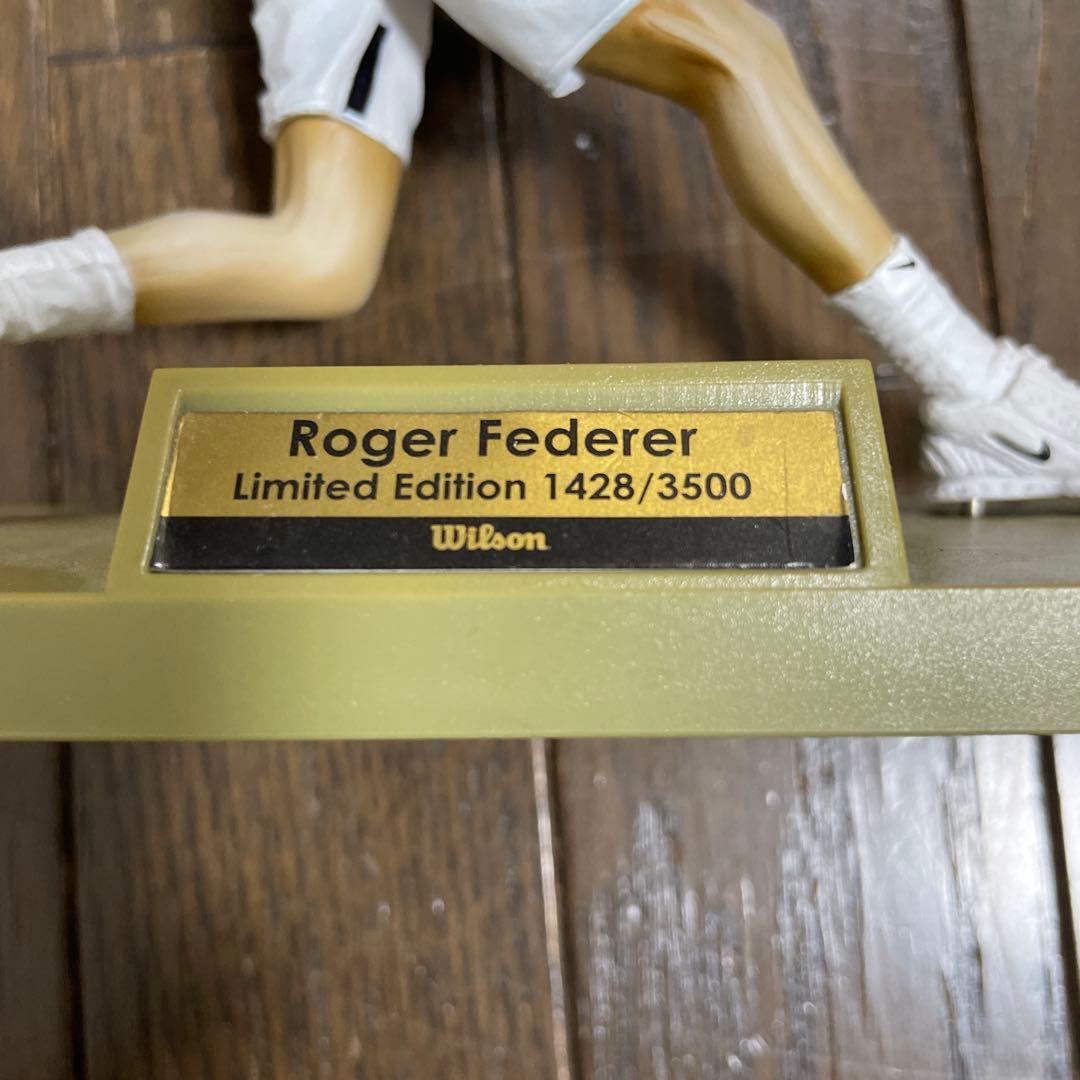 Roger Federer
Limited Edition 1428/3500
Wilson